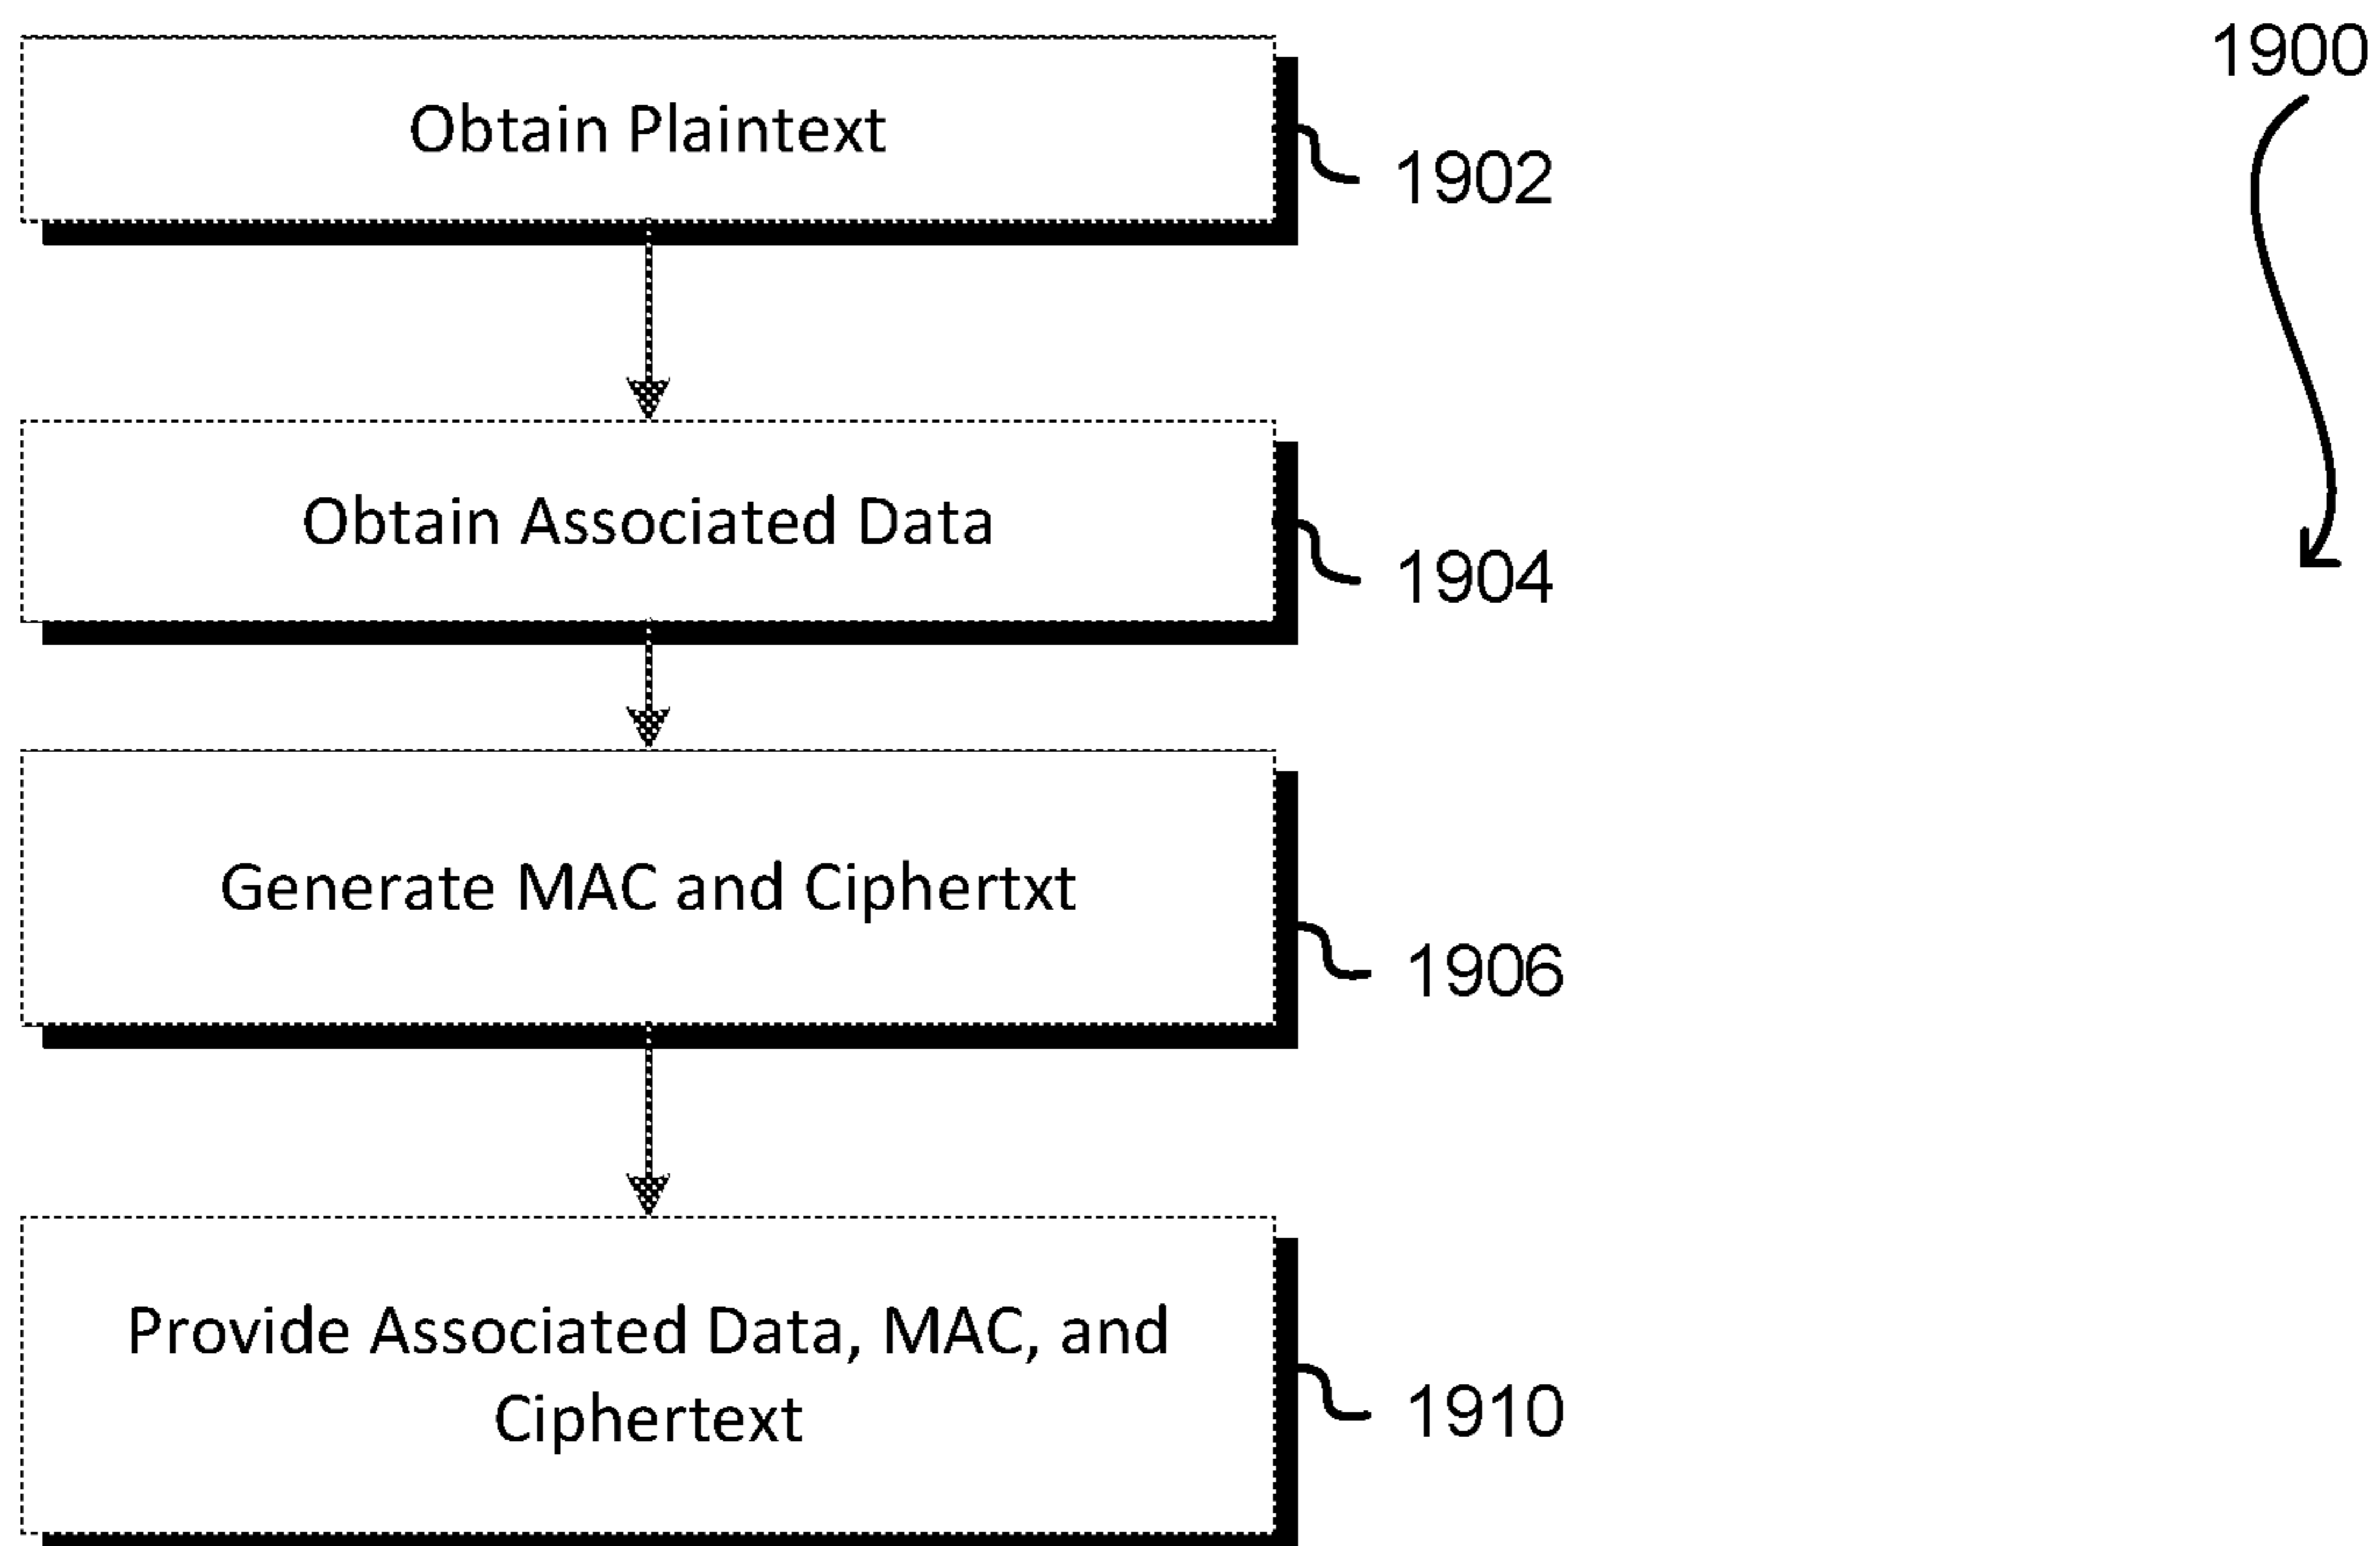 1900
Obtain Plaintext
1902
Obtain Associated Data
1904
Generate MAC and Ciphertxt
1906
Provide Associated Data, MAC, and
Ciphertext
1910